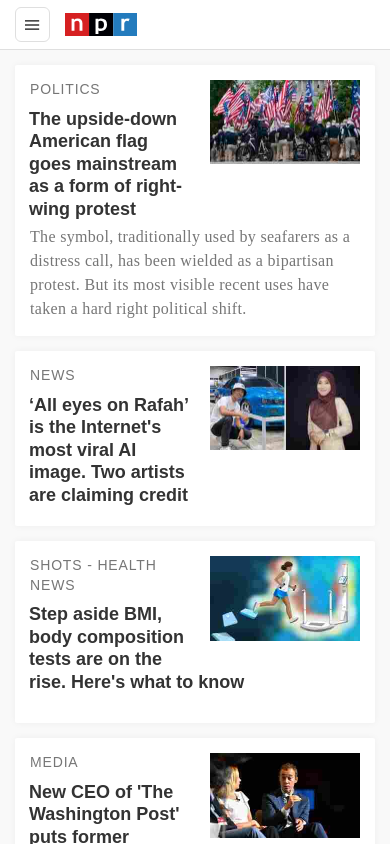 npr
POLITICS
The upside-down
American flag
goes mainstream
as a form of right-
wing protest
The symbol, traditionally used by seafarers as a
distress call, has been wielded as a bipartisan
protest. But its most visible recent uses have
taken a hard right political shift.
NEWS
‘All eyes on Rafah’
is the Internet's
most viral AI
image. Two artists
are claiming credit
SHOTS - HEALTH
NEWS
Step aside BMI,
body composition
tests are on the
rise. Here's what to know
MEDIA
New CEO of 'The
Washington Post'
puts former